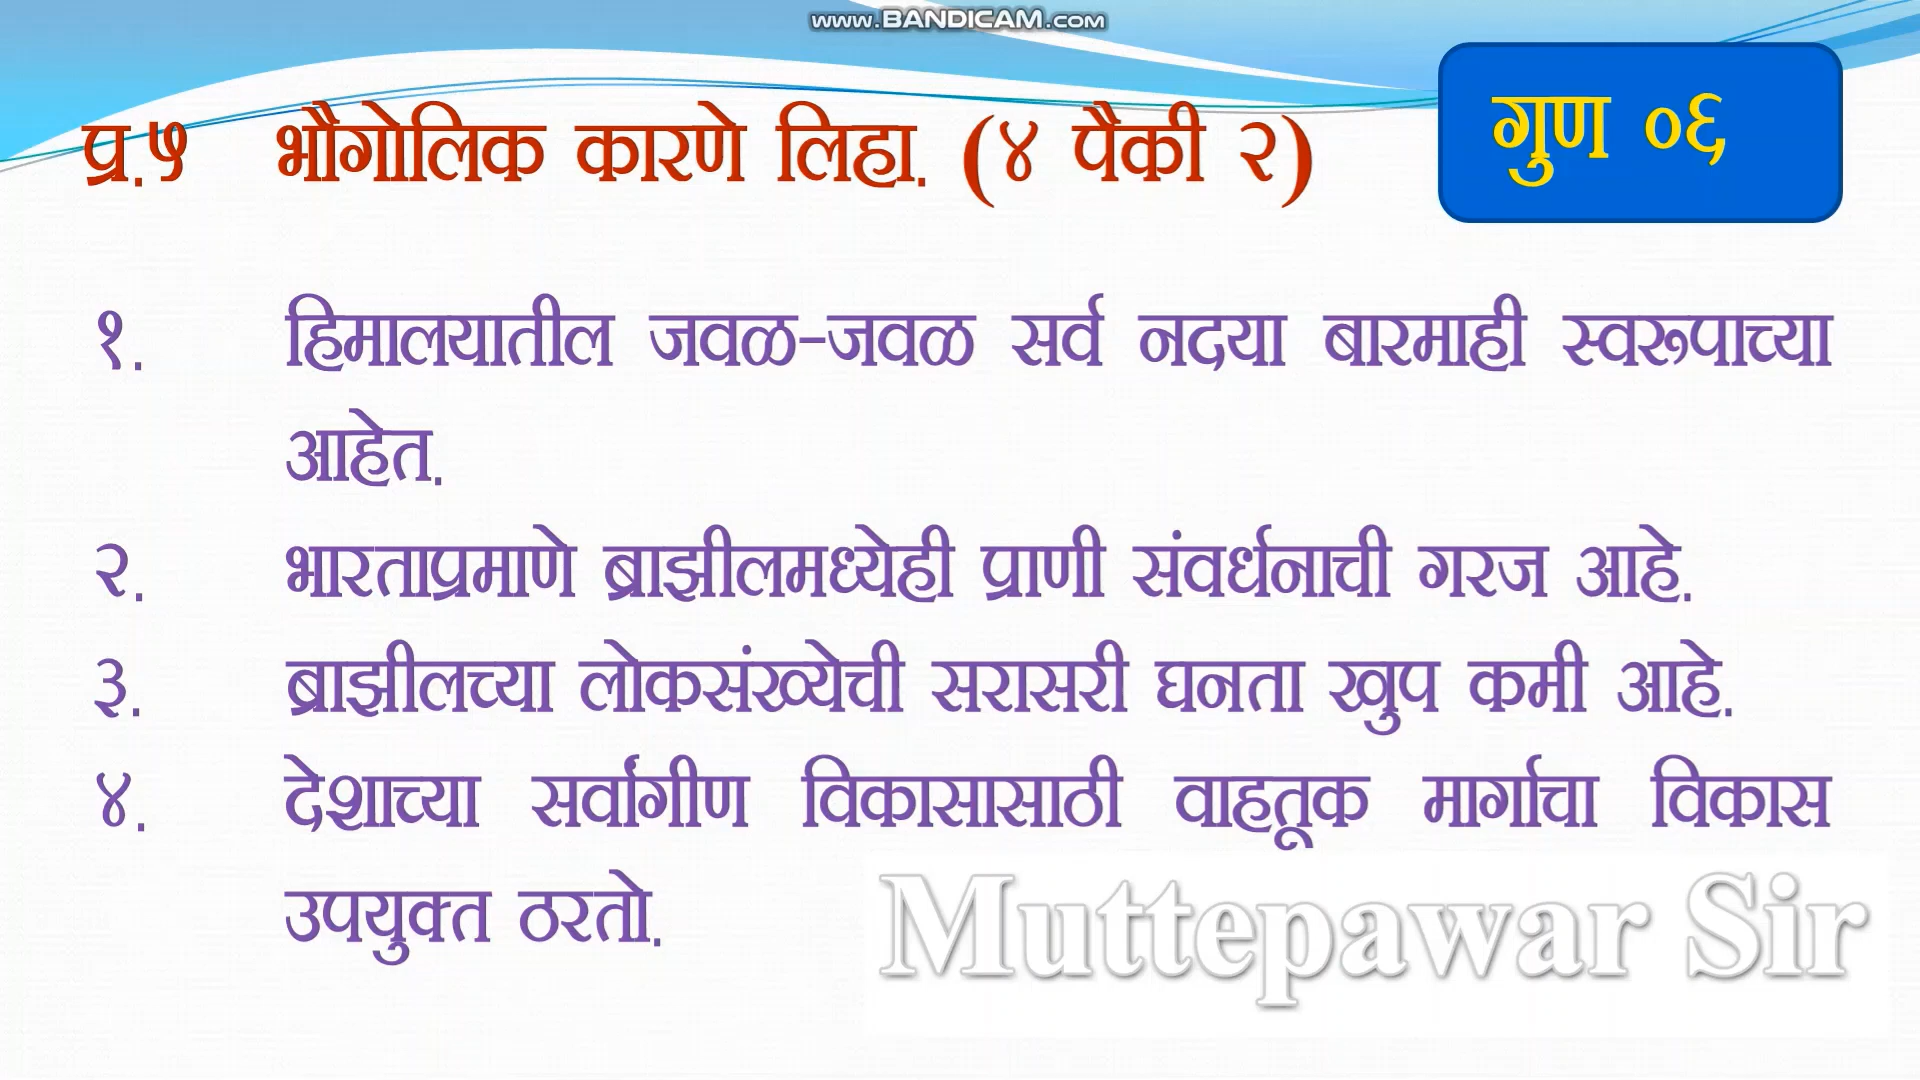 www.BANDICAM.com
प्र.५ भौगोलिक कारणे लिहा. (४ पैकी २)
गुण ०६
१. हिमालयातील जवळ-जवळ सर्व नदया बारमाही स्वरूपाच्या
आहेत.
२. भारताप्रमाणे ब्राझीलमध्येही प्राणी संवर्धनाची गरज आहे.
३. ब्राझीलच्या लोकसंख्येची सरासरी घनता खुप कमी आहे.
४. देशाच्या सर्वांगीण विकासासाठी वाहतूक मार्गाचा विकास
उपयुक्त ठरतो.
Muttepawar Sir